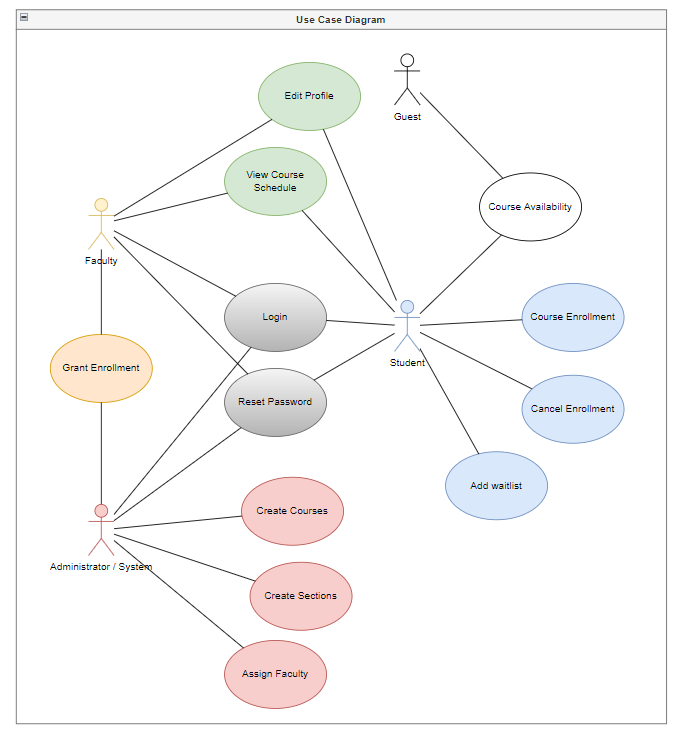 Use Case Diagram
Edit Profile
Guest
View Course
Schedule
Course Availability
Faculty
Login
Course Enrollment
Student
Grant Enrollment
Reset Password
Cancel Enrollment
Add waitlist
Create Courses
Administrator / System
Create Sections
Assign Faculty